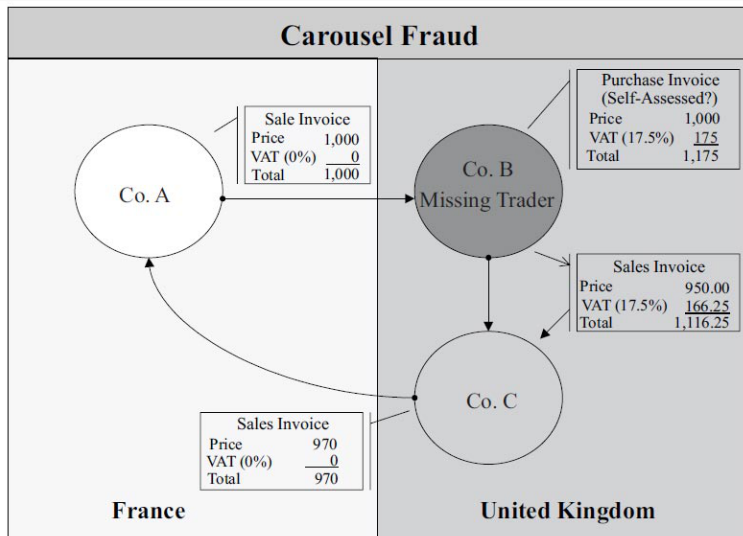 Carousel Fraud
Sale Invoice
Price 1,000
VAT (0%) 0
Total 1,000
Purchase Invoice
(Self-Assessed?)
Price 1,000
VAT (17.5%) 175
Total 1,175
Co. A
Co. B
Missing Trader
Sales Invoice
Price 950.00
VAT (17.5%) 166.25
Total 1,116.25
Co. C
Sales Invoice
Price 970
VAT (0%) 0
Total 970
France
United Kingdom